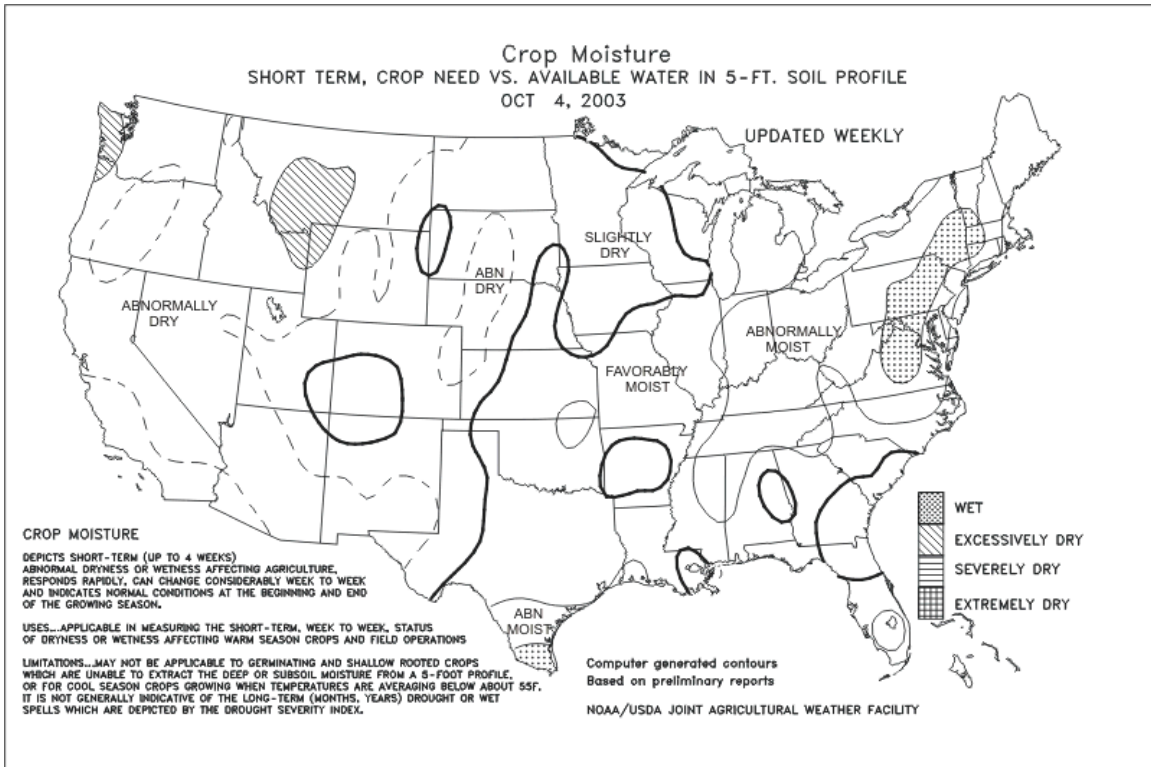 Crop Moisture
SHORT TERM, CROP NEED VS. AVAILABLE WATER IN 5-FT. SOIL PROFILE
OCT 4, 2003
UPDATED WEEKLY
SLIGHTLY
DRY
ABN
DRY
ABNORMALLY
DRY
ABNORMALLY
MOIST
FAVORABLY
MOIST
ABN
MOIST
WET
EXCESSIVELY DRY
SEVERELY DRY
EXTREMELY DRY
CROP MOISTURE
DEPICTS SHORT-TERM (UP TO 4 WEEKS)
ABNORMAL DRYNESS OR WETNESS AFFECTING AGRICULTURE,
RESPONDS RAPIDLY, CAN CHANGE CONSIDERABLY WEEK TO WEEK
AND INDICATES NORMAL CONDITIONS AT THE BEGINNING AND END
OF THE GROWING SEASON.
USES...APPLICABLE IN MEASURING THE SHORT-TERM, WEEK TO WEEK, STATUS
OF DRYNESS OR WETNESS AFFECTING WARM SEASON CROPS AND FIELD OPERATIONS
LIMITATIONS...MAY NOT BE APPLICABLE TO GERMINATING AND SHALLOW ROOTED CROPS
WHICH ARE UNABLE TO EXTRACT THE DEEP OR SUBSOIL MOISTURE FROM A 5-FOOT PROFILE,
OR FOR COOL SEASON CROPS GROWING WHEN TEMPERATURES ARE AVERAGING BELOW ABOUT 55F.
IT IS NOT GENERALLY INDICATIVE OF THE LONG-TERM (MONTHS, YEARS) DROUGHT OR WET
SPELLS WHICH ARE DEPICTED BY THE DROUGHT SEVERITY INDEX.
Computer generated contours
Based on preliminary reports
NOAA/USDA JOINT AGRICULTURAL WEATHER FACILITY